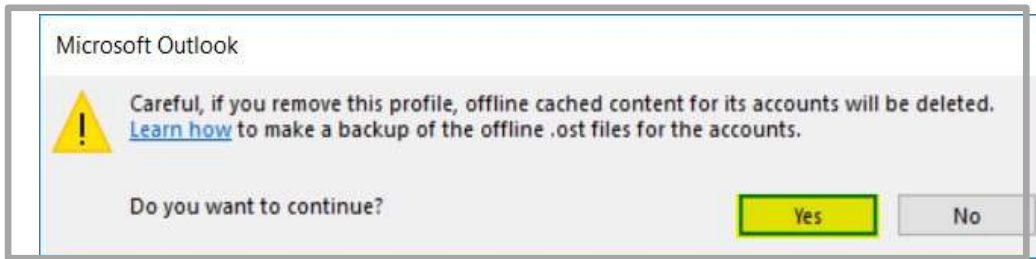 Microsoft Outlook
Careful, if you remove this profile, offline cached content for its accounts will be deleted.
Learn how to make a backup of the offline .ost files for the accounts.
Do you want to continue?
Yes No